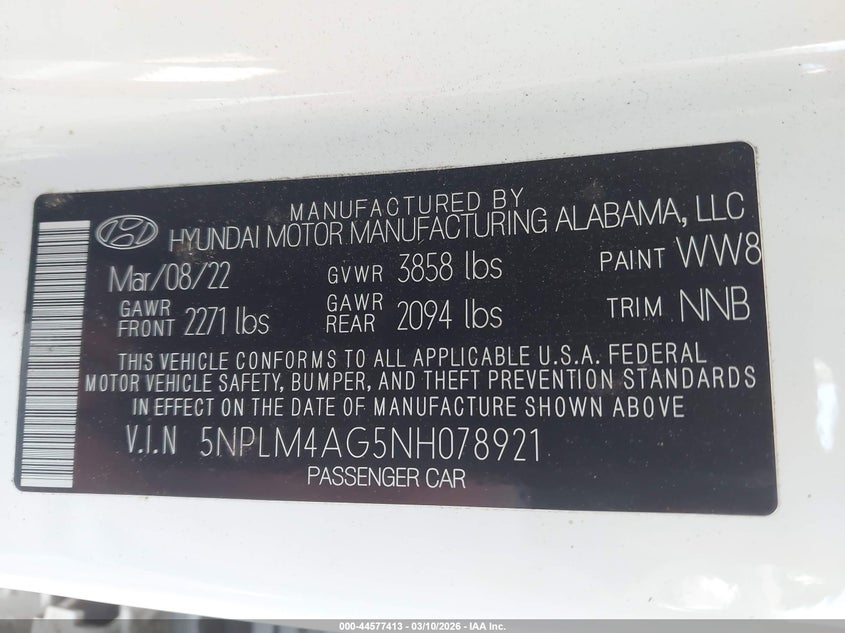 MANUFACTURED BY
HYUNDAI MOTOR MANUFACTURING ALABAMA, LLC
Mar/08/22 GVWR 3858 lbs PAINT WW8
GAWR FRONT 2271 lbs GAWR REAR 2094 lbs TRIM NNB
THIS VEHICLE CONFORMS TO ALL APPLICABLE U.S.A. FEDERAL
MOTOR VEHICLE SAFETY, BUMPER, AND THEFT PREVENTION STANDARDS
IN EFFECT ON THE DATE OF MANUFACTURE SHOWN ABOVE
V.I.N 5NPLM4AG5NH078921
PASSENGER CAR
000-44577413 - 03/10/2026 - IAA Inc.